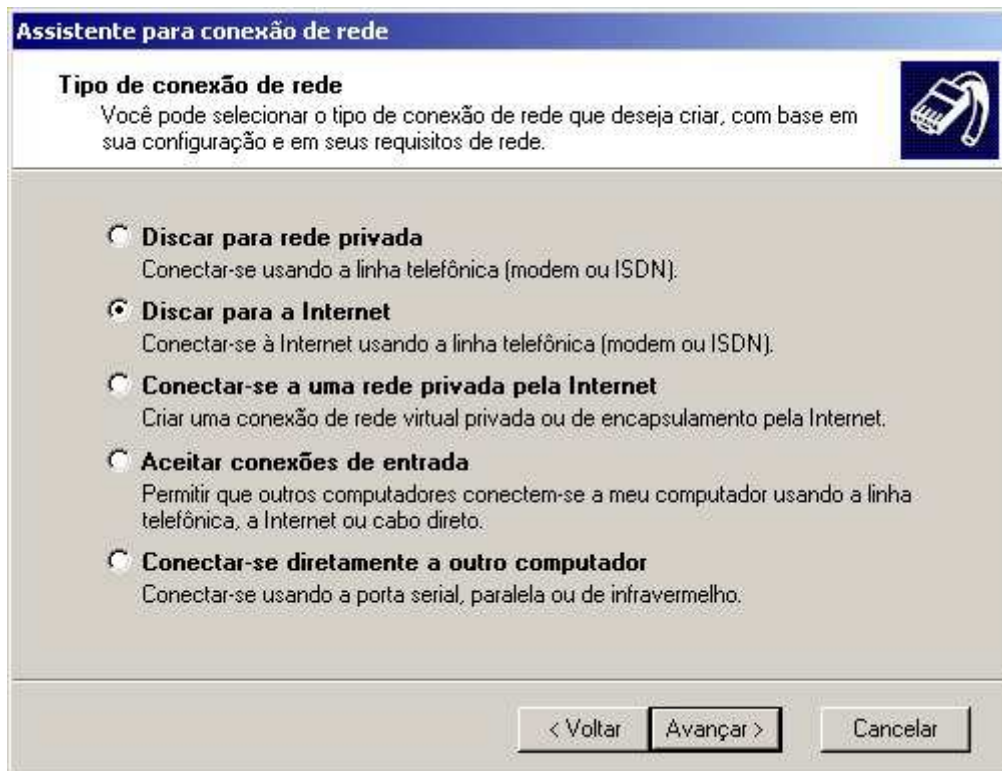 Assistente para conexão de rede
Tipo de conexão de rede
Você pode selecionar o tipo de conexão de rede que deseja criar, com base em
sua configuração e em seus requisitos de rede.
Discar para rede privada
Conectar-se usando a linha telefônica (modem ou ISDN).
Discar para a Internet
Conectar-se à Internet usando a linha telefônica (modem ou ISDN).
Conectar-se a uma rede privada pela Internet
Criar uma conexão de rede virtual privada ou de encapsulamento pela Internet.
Aceitar conexões de entrada
Permitir que outros computadores conectem-se a meu computador usando a linha
telefônica, a Internet ou cabo direto.
Conectar-se diretamente a outro computador
Conectar-se usando a porta serial, paralela ou de infravermelho.
< Voltar Avançar > Cancelar